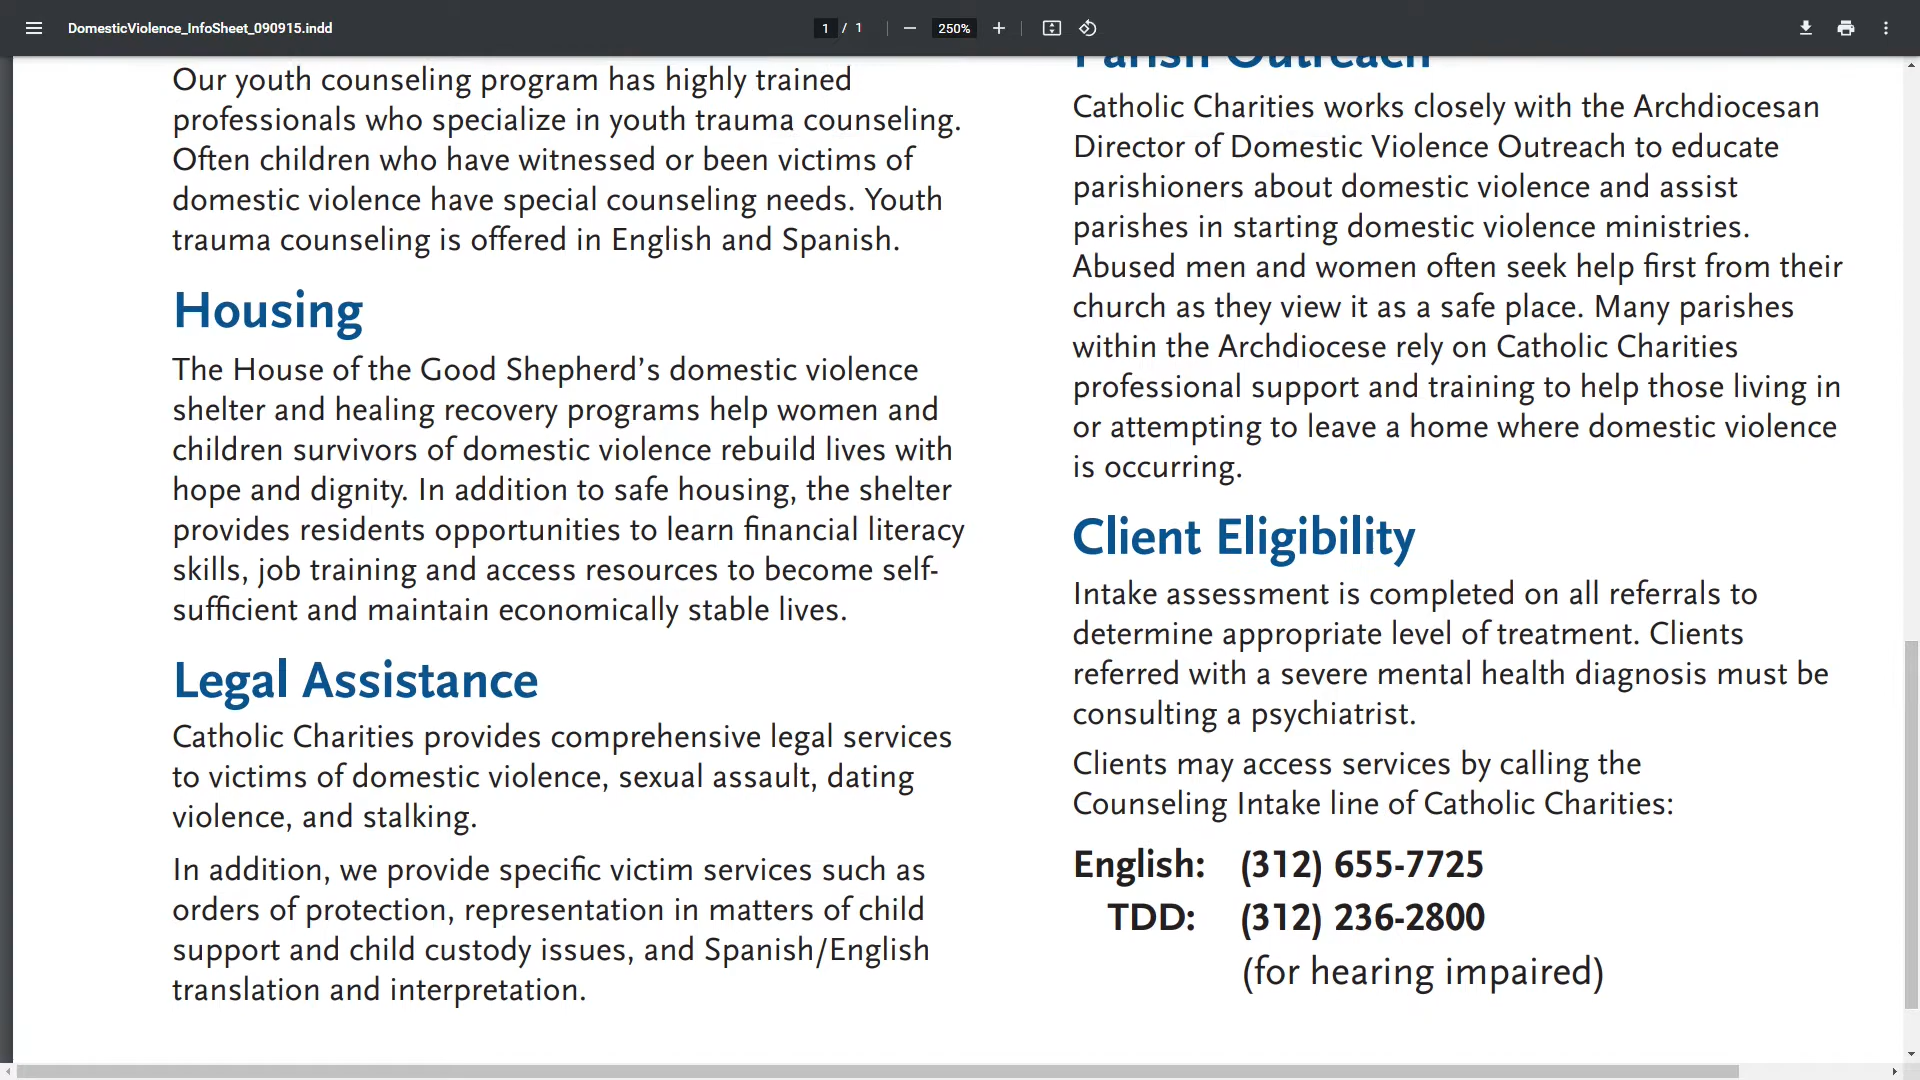 DomesticViolence_InfoSheet_090915.indd
1 / 1
250%
Our youth counseling program has highly trained
professionals who specialize in youth trauma counseling.
Often children who have witnessed or been victims of
domestic violence have special counseling needs. Youth
trauma counseling is offered in English and Spanish.
Housing
The House of the Good Shepherd’s domestic violence
shelter and healing recovery programs help women and
children survivors of domestic violence rebuild lives with
hope and dignity. In addition to safe housing, the shelter
provides residents opportunities to learn financial literacy
skills, job training and access resources to become self-
sufficient and maintain economically stable lives.
Legal Assistance
Catholic Charities provides comprehensive legal services
to victims of domestic violence, sexual assault, dating
violence, and stalking.
In addition, we provide specific victim services such as
orders of protection, representation in matters of child
support and child custody issues, and Spanish/English
translation and interpretation.
Parish Outreach
Catholic Charities works closely with the Archdiocesan
Director of Domestic Violence Outreach to educate
parishioners about domestic violence and assist
parishes in starting domestic violence ministries.
Abused men and women often seek help first from their
church as they view it as a safe place. Many parishes
within the Archdiocese rely on Catholic Charities
professional support and training to help those living in
or attempting to leave a home where domestic violence
is occurring.
Client Eligibility
Intake assessment is completed on all referrals to
determine appropriate level of treatment. Clients
referred with a severe mental health diagnosis must be
consulting a psychiatrist.
Clients may access services by calling the
Counseling Intake line of Catholic Charities:
English: (312) 655-7725
TDD: (312) 236-2800
(for hearing impaired)